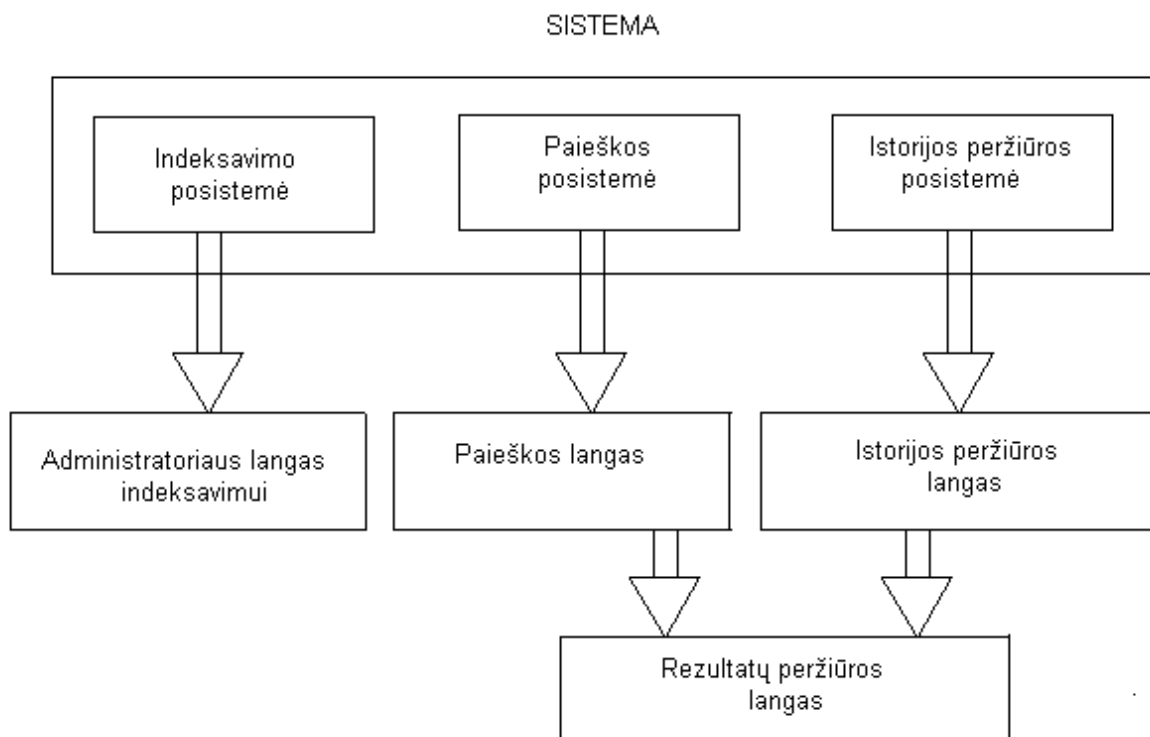 SISTEMA
Indeksavimo
posistemė
Paieškos
posistemė
Istorijos peržiūros
posistemė
Administratoriaus langas
indeksavimui
Paieškos langas
Istorijos peržiūros
langas
Rezultatų peržiūros
langas